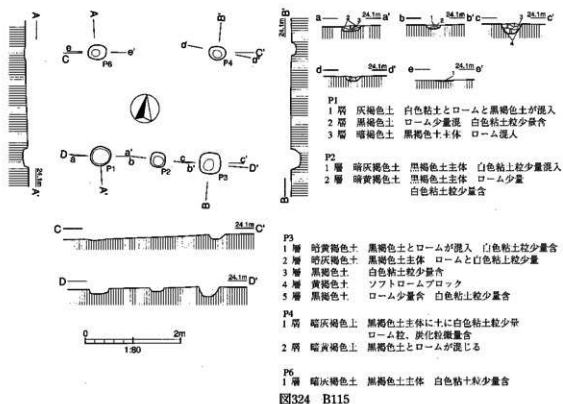 A
B'
e
C
e'
P6
d
P4
C'
d'
D
a
P1
a'
b
P2
c
b'
P3
c'
D'
A'
B
24.1m
A'
B'
24.1m
B
C
24.1m
C'
D
24.1m
D'
0
2m
1:80
a
24.1m
a'
b
b'
c
24.1m
c'
d
d'
e
24.1m
e'
P1
1層 灰褐色土 白色粘土とロームと黒褐色土が混入
2層 黒褐色土 ローム少量混 白色粘土粒少量含
3層 暗褐色土 黒褐色土主体 ローム混入
P2
1層 暗灰褐色土 黒褐色土主体 白色粘土粒少量混入
2層 暗黄褐色土 黒褐色土主体 ローム少量
白色粘土粒少量含
P3
1層 暗黄褐色土 黒褐色土とロームが混入 白色粘土粒少量含
2層 暗灰褐色土 黒褐色土主体 ロームと白色粘土粒少量
3層 黒褐色土 白色粘土粒少量含
4層 黄褐色土 ソフトロームブロック
5層 黒褐色土 ローム少量含 白色粘土粒少量含
P4
1層 暗灰褐色土 黒褐色土主体に土に白色粘土粒少量
ローム粒、炭化粒微量含
2層 暗黄褐色土 黒褐色土とロームが混じる
P6
1層 暗灰褐色土 黒褐色土主体 白色粘土粒少量含
図324 B115